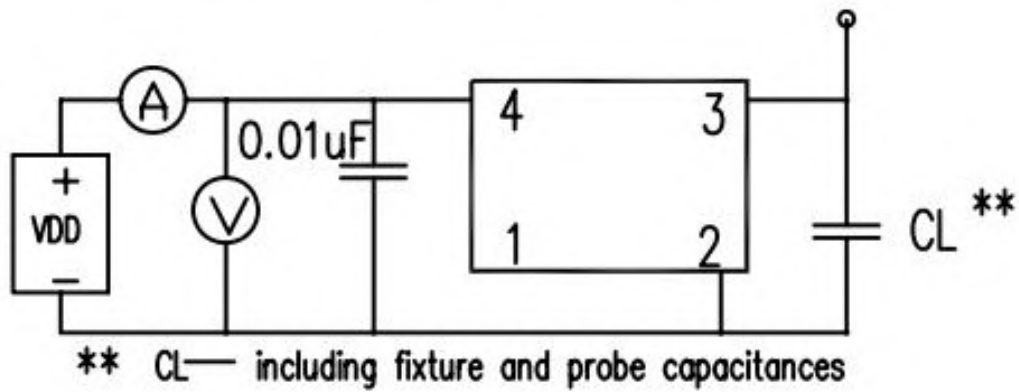 A
4
3
0.01uF
+
VDD
−
V
CL **
1
2
** CL— including fixture and probe capacitances